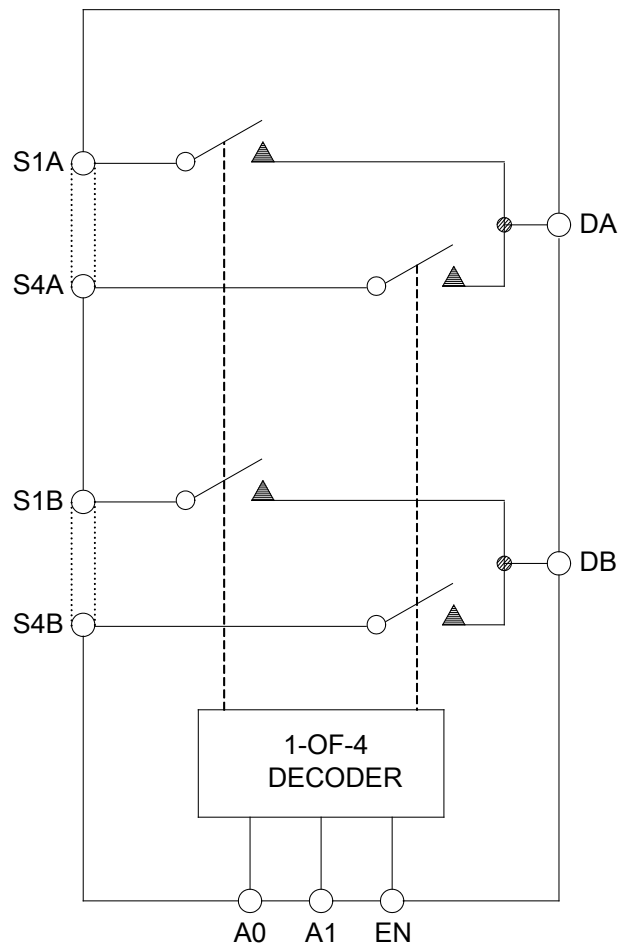 S1A
DA
S4A
S1B
DB
S4B
1-OF-4
DECODER
A0 A1 EN